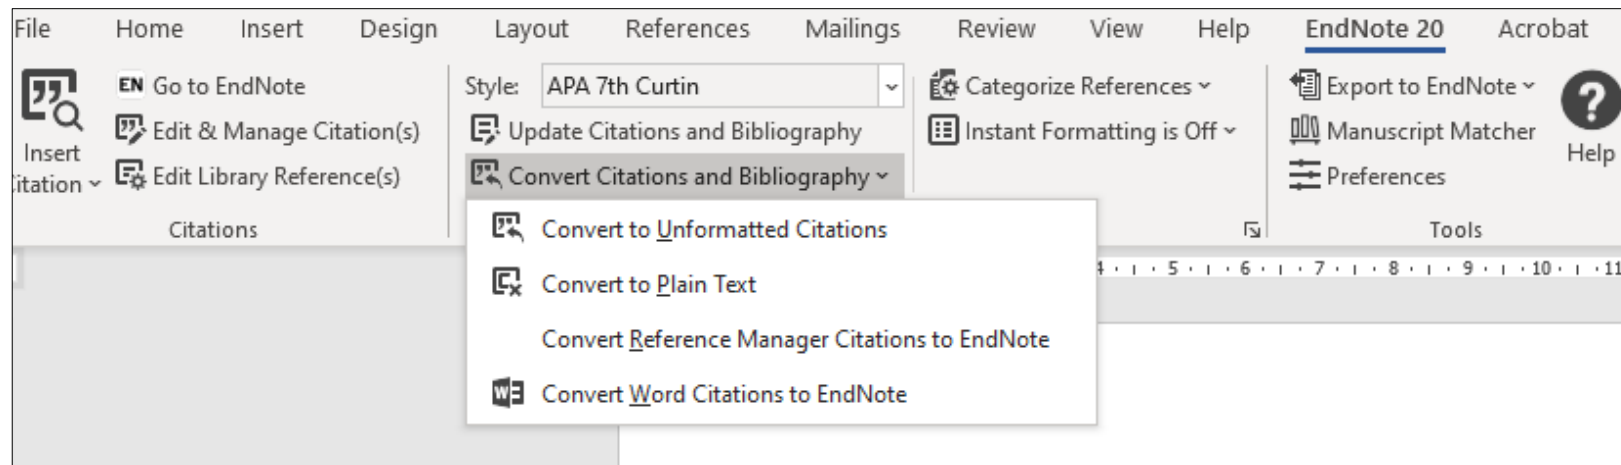 File Home Insert Design Layout References Mailings Review View Help EndNote 20 Acrobat
Insert
Citation
EN Go to EndNote
Edit & Manage Citation(s)
Edit Library Reference(s)
Citations
Style: APA 7th Curtin
Update Citations and Bibliography
Convert Citations and Bibliography
Convert to Unformatted Citations
Convert to Plain Text
Convert Reference Manager Citations to EndNote
Convert Word Citations to EndNote
Categorize References
Instant Formatting is Off
Export to EndNote
Manuscript Matcher
Preferences
Tools
Help
4 5 6 7 8 9 10 11